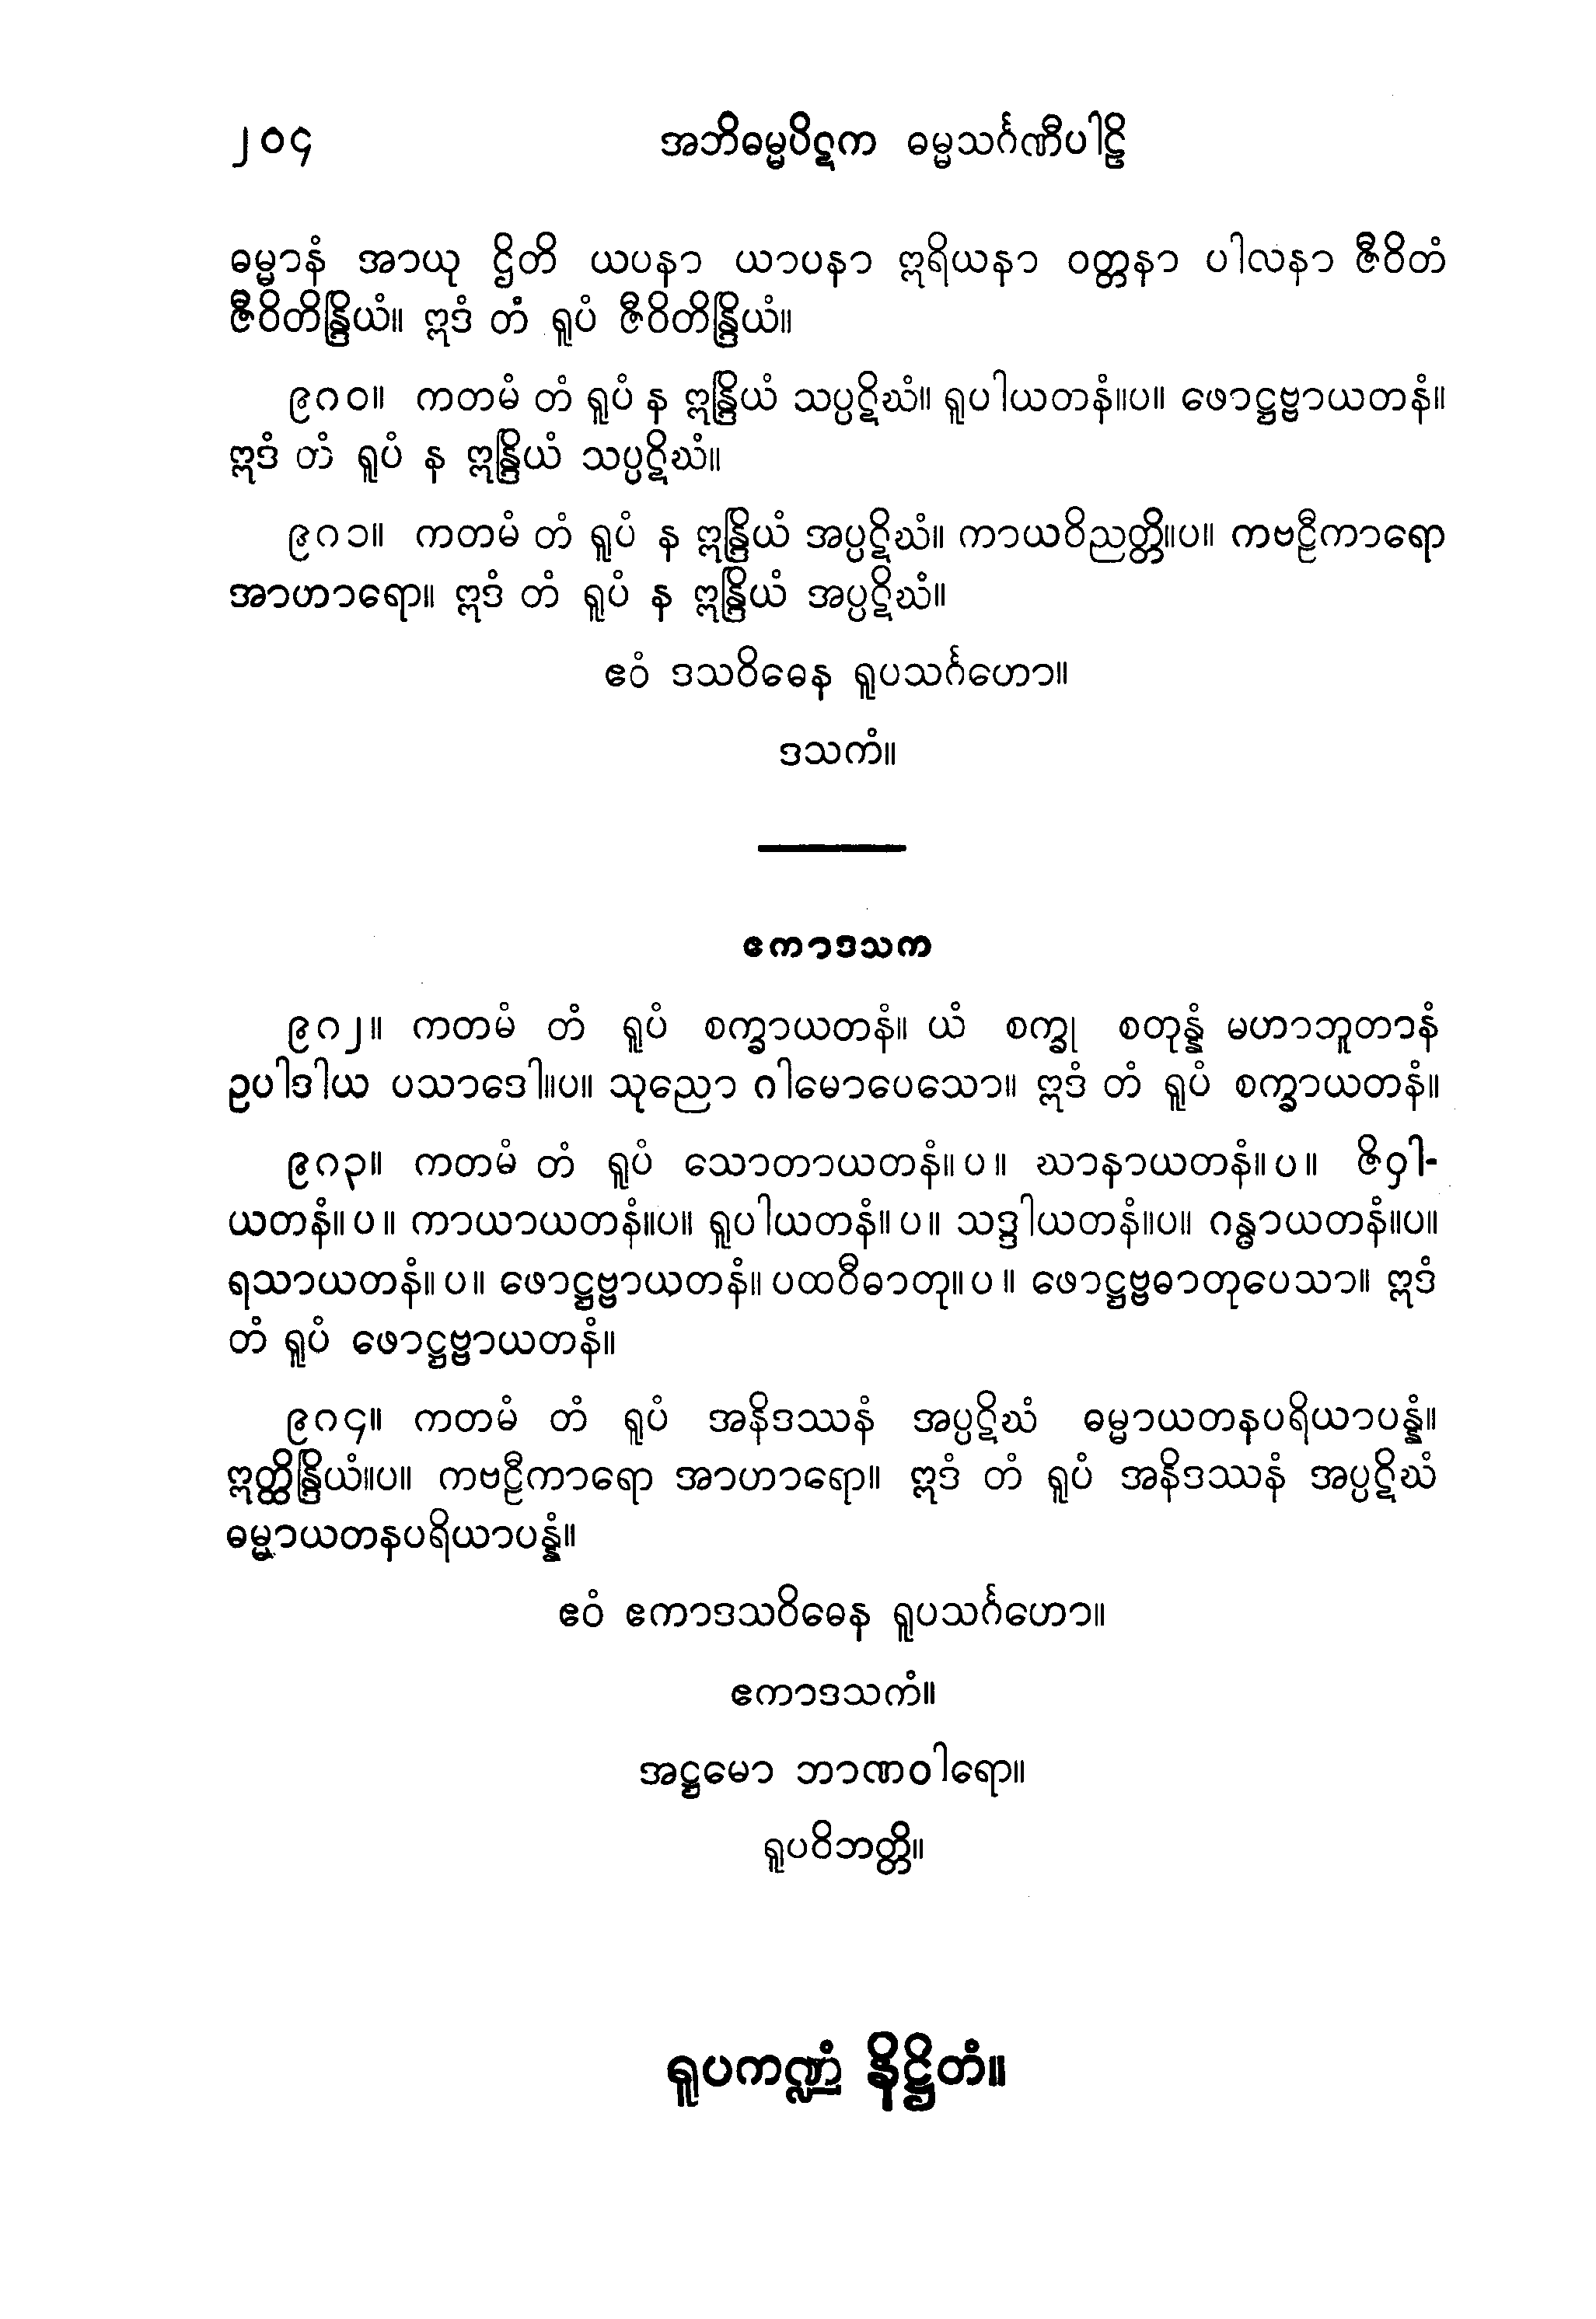 ၂၀၄ အဘိဓမ္မပိဋက ဓမ္မသင်္ဂဏီပါဠိ
ဓမ္မာနံ အာယု ဌိတိ ယပနာ ယာပနာ ဣရိယနာ ဝတ္တနာ ပါလနာ ဇီဝိတံ
ဇီဝိတိန္ဒြိယံ။ ဣဒံ တံ ရူပံ ဇီဝိတိန္ဒြိယံ။
၉၇၀။ ကတမံ တံ ရူပံ န ဣန္ဒြိယံ သပ္ပဋိဃံ။ ရူပါယတနံ။ပ။ ဖောဋ္ဌဗ္ဗာယတနံ။
ဣဒံ တံ ရူပံ န ဣန္ဒြိယံ သပ္ပဋိဃံ။
၉၇၁။ ကတမံ တံ ရူပံ န ဣန္ဒြိယံ အပ္ပဋိဃံ။ ကာယဝိညတ္တိ။ပ။ ကဗဠီကာရော
အာဟာရော။ ဣဒံ တံ ရူပံ န ဣန္ဒြိယံ အပ္ပဋိဃံ။
ဧဝံ ဒသဝိဓေန ရူပသင်္ဂဟော။
ဒသကံ။
ဧကာဒသက
၉၇၂။ ကတမံ တံ ရူပံ စက္ခာယတနံ။ ယံ စက္ခု စတုန္နံ မဟာဘူတာနံ
ဥပါဒါယ ပသာဒေါ။ပ။ သုညော ဂါမောပေသော။ ဣဒံ တံ ရူပံ စက္ခာယတနံ။
၉၇၃။ ကတမံ တံ ရူပံ သောတာယတနံ။ပ။ ဃာနာယတနံ။ပ။ ဇိဝှါ-
ယတနံ။ပ။ ကာယာယတနံ။ပ။ ရူပါယတနံ။ပ။ သဒ္ဒါယတနံ။ပ။ ဂန္ဓာယတနံ။ပ။
ရသာယတနံ။ပ။ ဖောဋ္ဌဗ္ဗာယတနံ။ ပထဝီဓာတု။ပ။ ဖောဋ္ဌဗ္ဗဓာတုပေသာ။ ဣဒံ
တံ ရူပံ ဖောဋ္ဌဗ္ဗာယတနံ။
၉၇၄။ ကတမံ တံ ရူပံ အနိဒဿနံ အပ္ပဋိဃံ ဓမ္မာယတနပရိယာပန္နံ။
ဣတ္ထိန္ဒြိယံ။ပ။ ကဗဠီကာရော အာဟာရော။ ဣဒံ တံ ရူပံ အနိဒဿနံ အပ္ပဋိဃံ
ဓမ္မာယတနပရိယာပန္နံ။
ဧဝံ ဧကာဒသဝိဓေန ရူပသင်္ဂဟော။
ဧကာဒသကံ။
အဋ္ဌမော ဘာဏဝါရော။
ရူပဝိဘတ္တိ။
ရူပကဏ္ဍံ နိဋ္ဌိတံ။